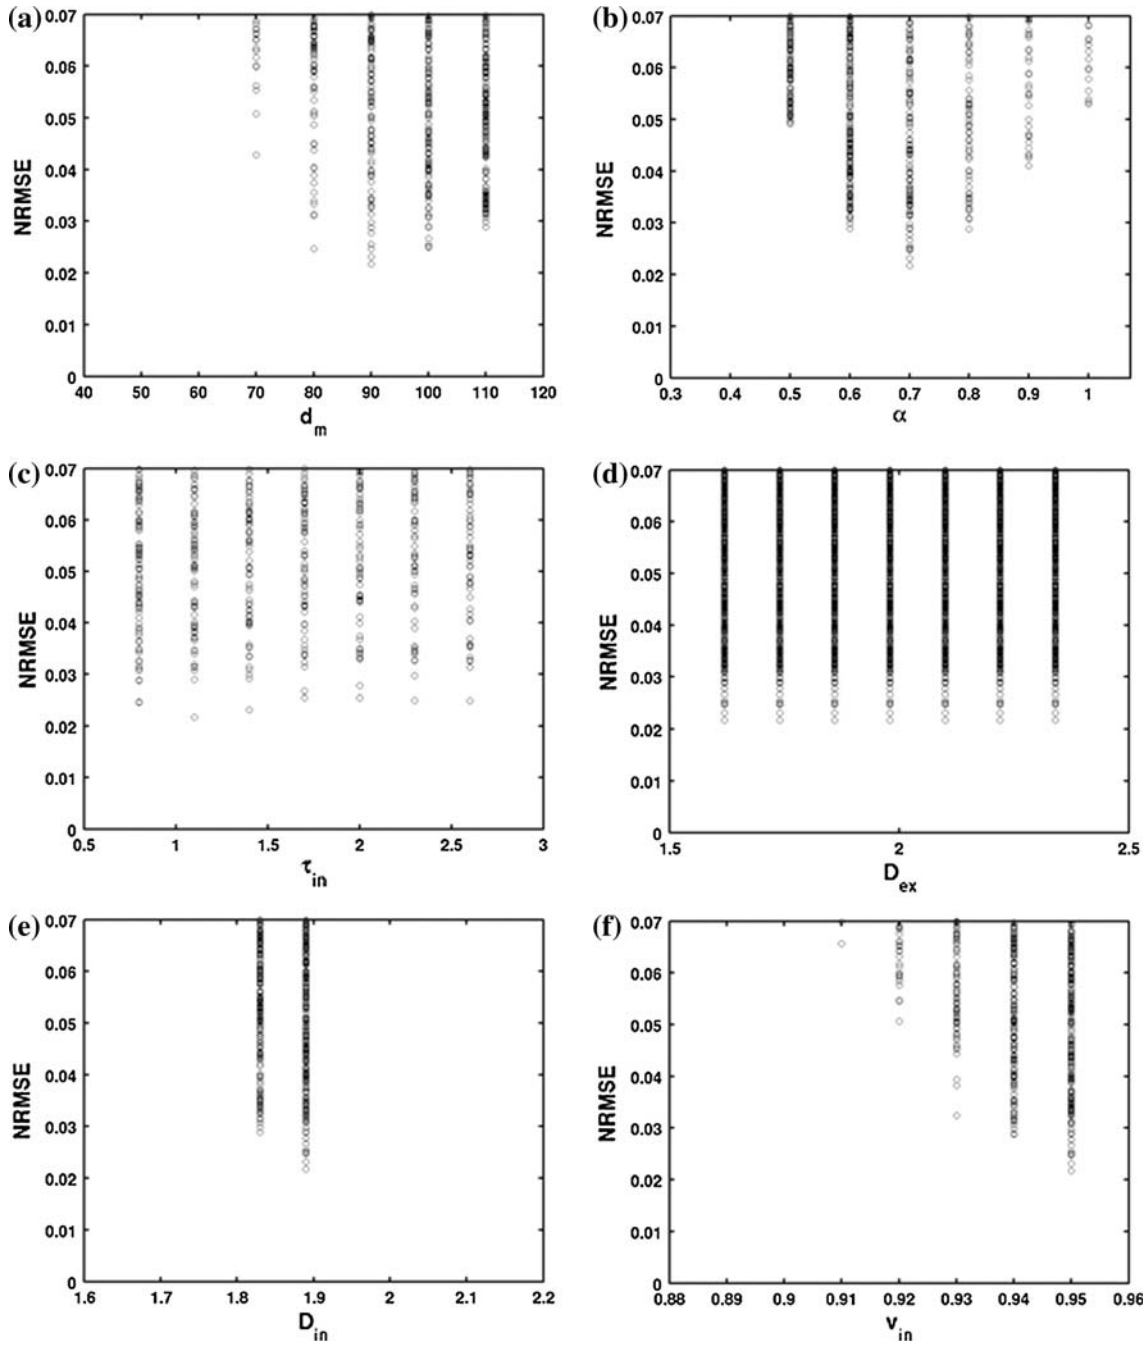 (a)
NRMSE
0.07
0.06
0.05
0.04
0.03
0.02
0.01
0
40 50 60 70 80 90 100 110 120
d_m
(b)
NRMSE
0.07
0.06
0.05
0.04
0.03
0.02
0.01
0
0.3 0.4 0.5 0.6 0.7 0.8 0.9 1
α
(c)
NRMSE
0.07
0.06
0.05
0.04
0.03
0.02
0.01
0
0.5 1 1.5 2 2.5 3
τ_in
(d)
NRMSE
0.07
0.06
0.05
0.04
0.03
0.02
0.01
0
1.5 2 2.5
D_ex
(e)
NRMSE
0.07
0.06
0.05
0.04
0.03
0.02
0.01
0
1.6 1.7 1.8 1.9 2 2.1 2.2
D_in
(f)
NRMSE
0.07
0.06
0.05
0.04
0.03
0.02
0.01
0
0.88 0.89 0.9 0.91 0.92 0.93 0.94 0.95 0.96
v_in